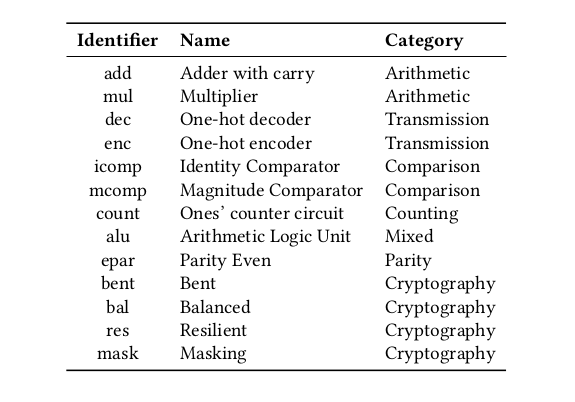 Identifier Name Category
add Adder with carry Arithmetic
mul Multiplier Arithmetic
dec One-hot decoder Transmission
enc One-hot encoder Transmission
icomp Identity Comparator Comparison
mcomp Magnitude Comparator Comparison
count Ones’ counter circuit Counting
alu Arithmetic Logic Unit Mixed
epar Parity Even Parity
bent Bent Cryptography
bal Balanced Cryptography
res Resilient Cryptography
mask Masking Cryptography